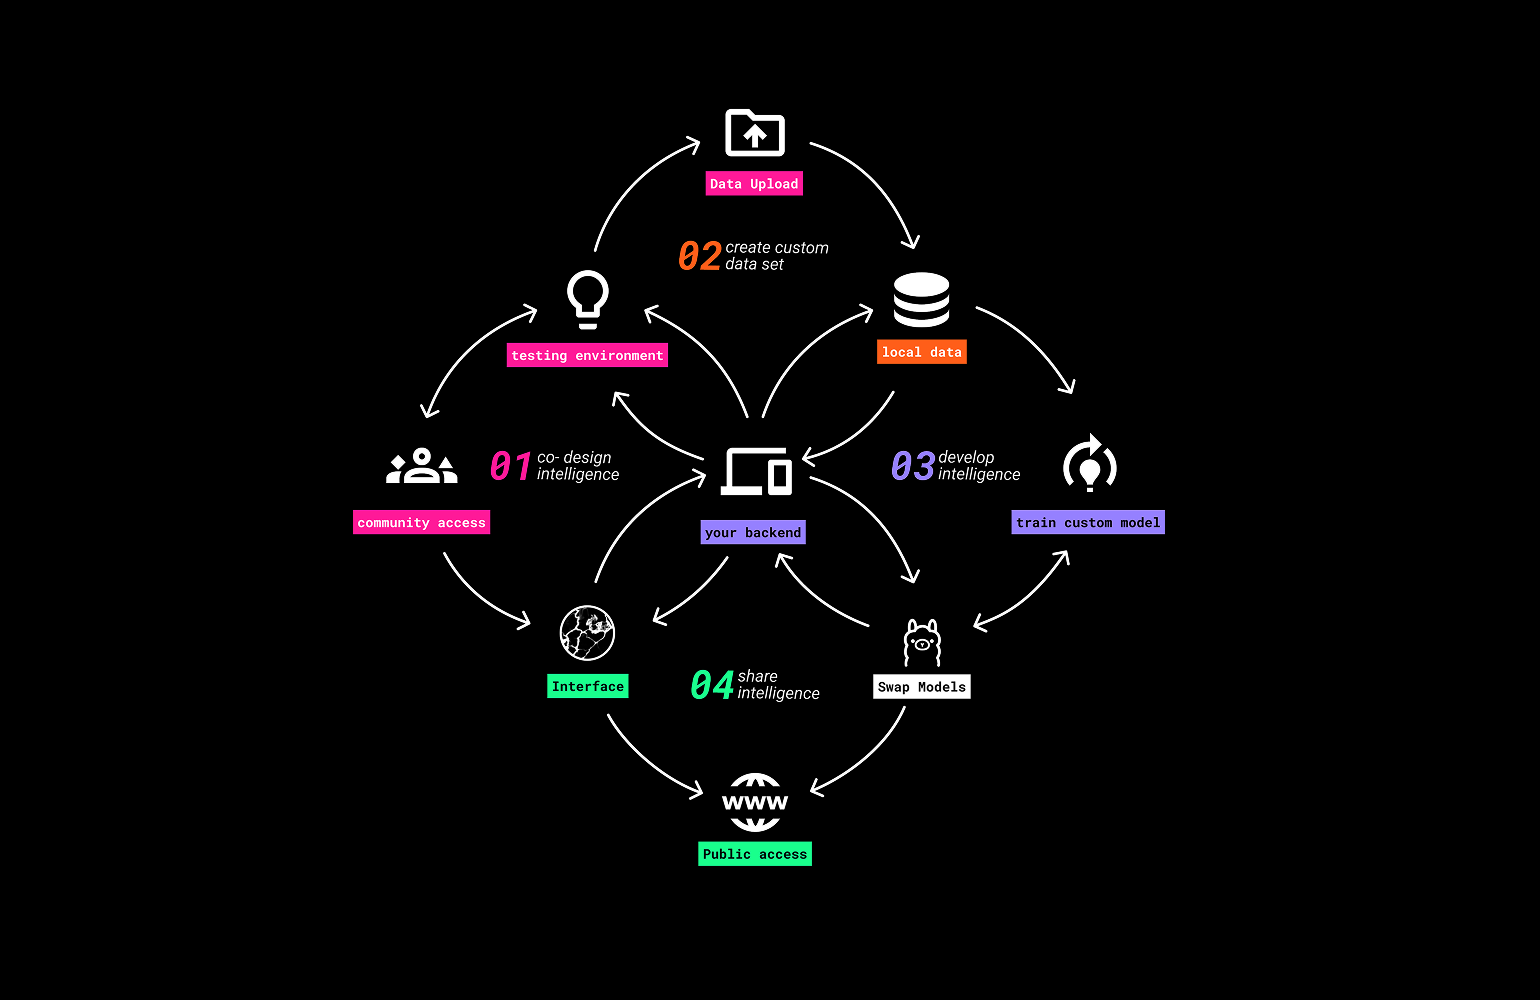 Data Upload
02 create custom
data set
testing environment
local data
01 co- design
intelligence
03 develop
intelligence
community access
your backend
train custom model
Interface
04 share
intelligence
Swap Models
www
Public access